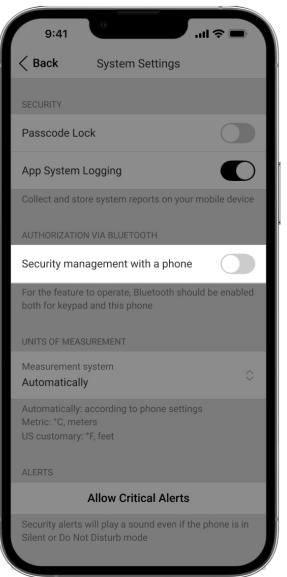 9:41
Back
System Settings
SECURITY
Passcode Lock
App System Logging
Collect and store system reports on your mobile device
AUTHORIZATION VIA BLUETOOTH
Security management with a phone
For the feature to operate, Bluetooth should be enabled
both for keypad and this phone
UNITS OF MEASUREMENT
Measurement system
Automatically
Automatically: according to phone settings
Metric: °C, meters
US customary: °F, feet
ALERTS
Allow Critical Alerts
Security alerts will play a sound even if the phone is in
Silent or Do Not Disturb mode